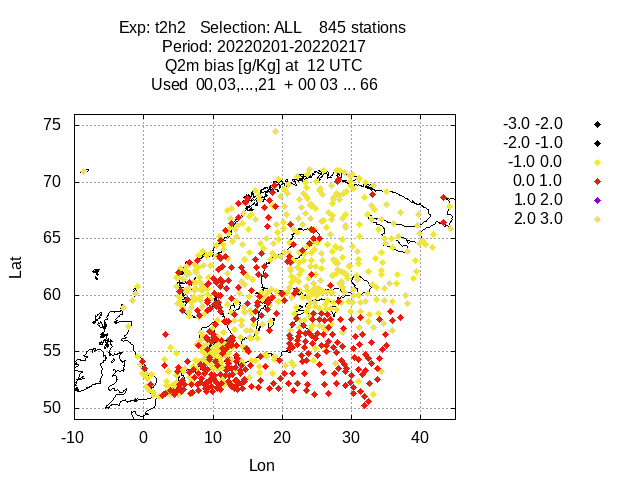 Exp: t2h2   Selection: ALL    845 stations
Period: 20220201-20220217
Q2m bias [g/Kg] at  12 UTC
Used  00,03,...,21  + 00 03 ... 66
-3.0 -2.0
-2.0 -1.0
-1.0 0.0
0.0 1.0
1.0 2.0
2.0 3.0
75
70
65
60
55
50
Lat
-10 0 10 20 30 40
Lon